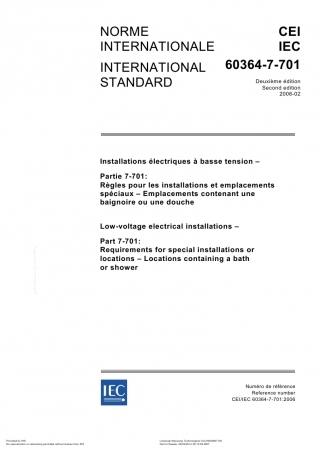 NORME
INTERNATIONALE
INTERNATIONAL
STANDARD
CEI
IEC
60364-7-701
Deuxième édition
Second edition
2006-02
Installations électriques à basse tension –
Partie 7-701:
Règles pour les installations et emplacements
spéciaux – Emplacements contenant une
baignoire ou une douche
Low-voltage electrical installations –
Part 7-701:
Requirements for special installations or
locations – Locations containing a bath
or shower
IEC
Numéro de référence
Reference number
CEI/IEC 60364-7-701:2006